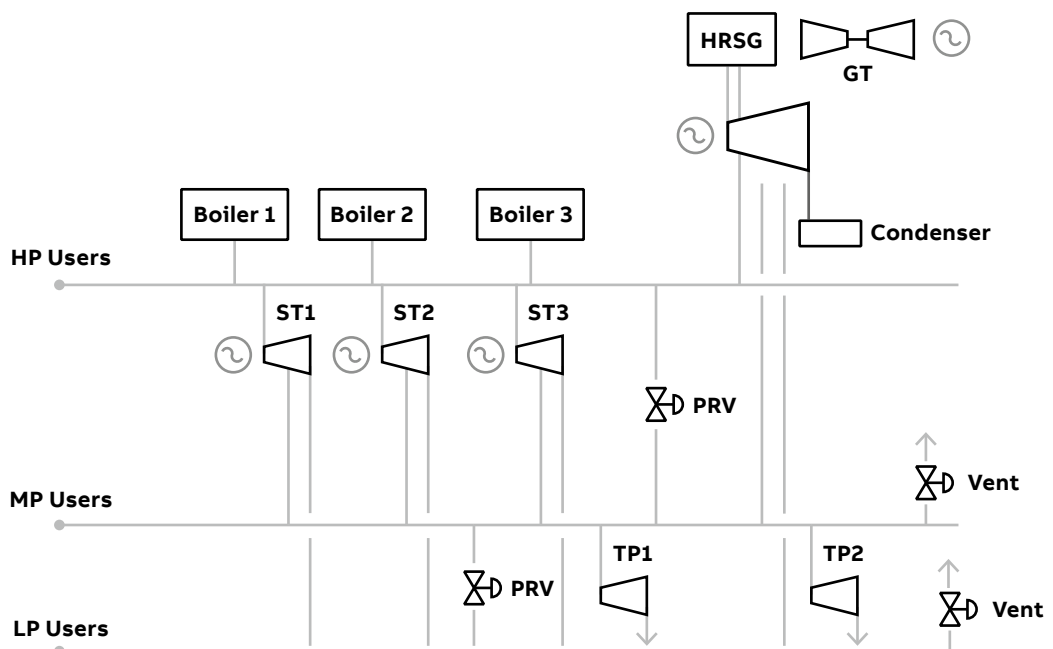 HRSG
GT
Boiler 1
Boiler 2
Boiler 3
Condenser
HP Users
ST1
ST2
ST3
PRV
Vent
MP Users
TP1
TP2
PRV
Vent
LP Users